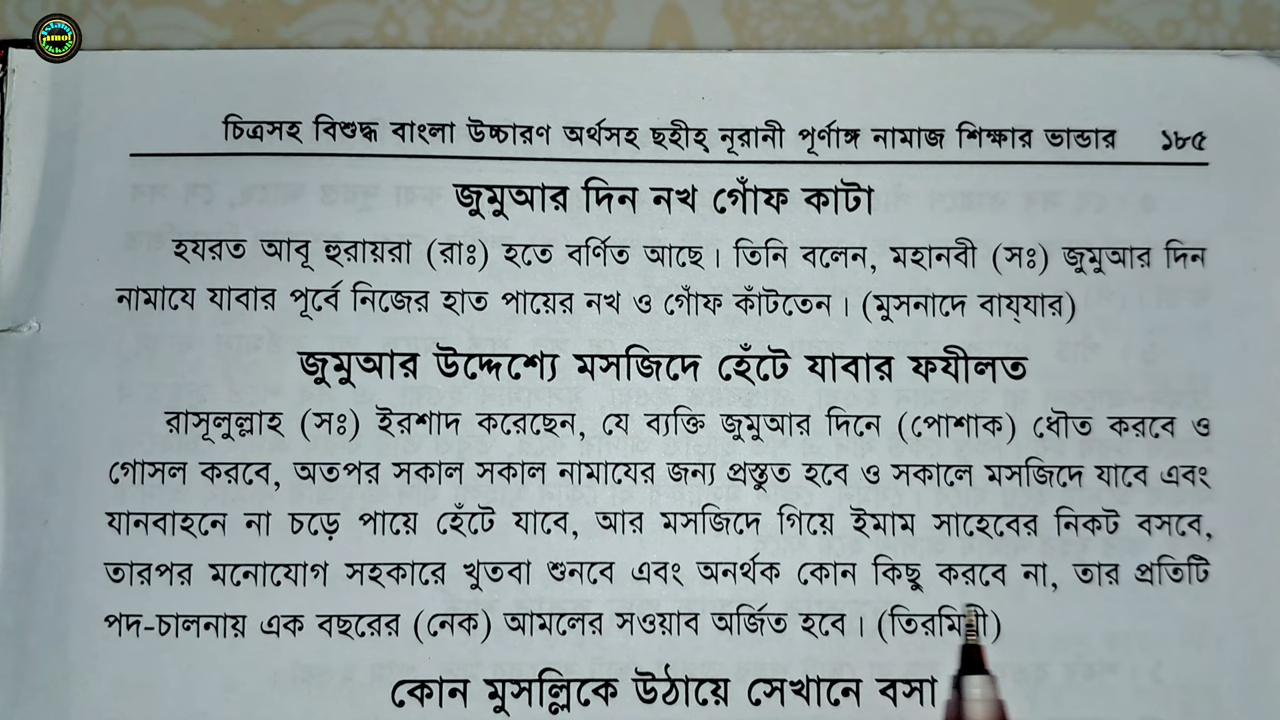 চিত্রসহ বিশুদ্ধ বাংলা উচ্চারণ অর্থসহ ছহীহ্ নূরানী পূর্ণাঙ্গ নামাজ শিক্ষার ভান্ডার ১৮৫
জুমুআর দিন নখ গোঁফ কাটা
হযরত আবূ হুরায়রা (রাঃ) হতে বর্ণিত আছে। তিনি বলেন, মহানবী (সঃ) জুমুআর দিন
নামাযে যাবার পূর্বে নিজের হাত পায়ের নখ ও গোঁফ কাঁটতেন। (মুসনাদে বায্‌যার)
জুমুআর উদ্দেশ্যে মসজিদে হেঁটে যাবার ফযীলত
রাসূলুল্লাহ (সঃ) ইরশাদ করেছেন, যে ব্যক্তি জুমুআর দিনে (পোশাক) ধৌত করবে ও
গোসল করবে, অতপর সকাল সকাল নামাযের জন্য প্রস্তুত হবে ও সকালে মসজিদে যাবে এবং
যানবাহনে না চড়ে পায়ে হেঁটে যাবে, আর মসজিদে গিয়ে ইমাম সাহেবের নিকট বসবে,
তারপর মনোযোগ সহকারে খুতবা শুনবে এবং অনর্থক কোন কিছু করবে না, তার প্রতিটি
পদ-চালনায় এক বছরের (নেক) আমলের সওয়াব অর্জিত হবে। (তিরমিযী)
কোন মুসল্লিকে উঠায়ে সেখানে বসা